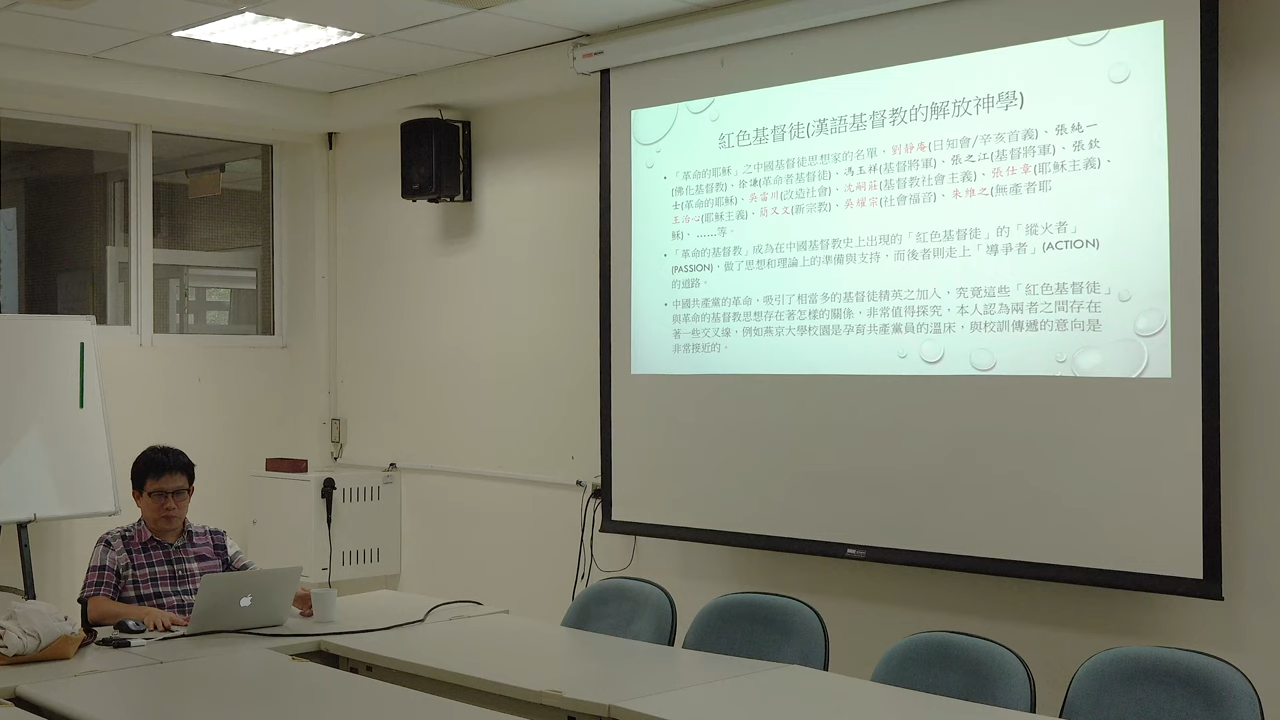 紅色基督徒(漢語基督教的解放神學)
• 「革命的耶穌」之中國基督徒思想家的名單，劉靜庵(日知會/辛亥首義)、張純一
(佛化基督教)、徐謙(革命者基督徒)、馮玉祥(基督將軍)、張之江(基督將軍)、張欽
士(革命的耶穌)、吳雷川(改造社會)、沈嗣莊(基督教社會主義)、張仕章(耶穌主義)、
王治心(耶穌主義)、簡又文(新宗教)、吳耀宗(社會福音)、朱維之(無產者耶
穌)， ……等。
• 「革命的基督教」成為在中國基督教史上出現的「紅色基督徒」的「縱火者」
(PASSION)，做了思想和理論上的準備與支持，而後者則走上「導爭者」(ACTION)
的道路。
• 中國共產黨的革命，吸引了相當多的基督徒精英之加入，究竟這些「紅色基督徒」
與革命的基督教思想存在著怎樣的關係，非常值得探究，本人認為兩者之間存在
著一些交叉線，例如燕京大學校園是孕育共產黨員的溫床，與校訓傳遞的意向是
非常接近的。